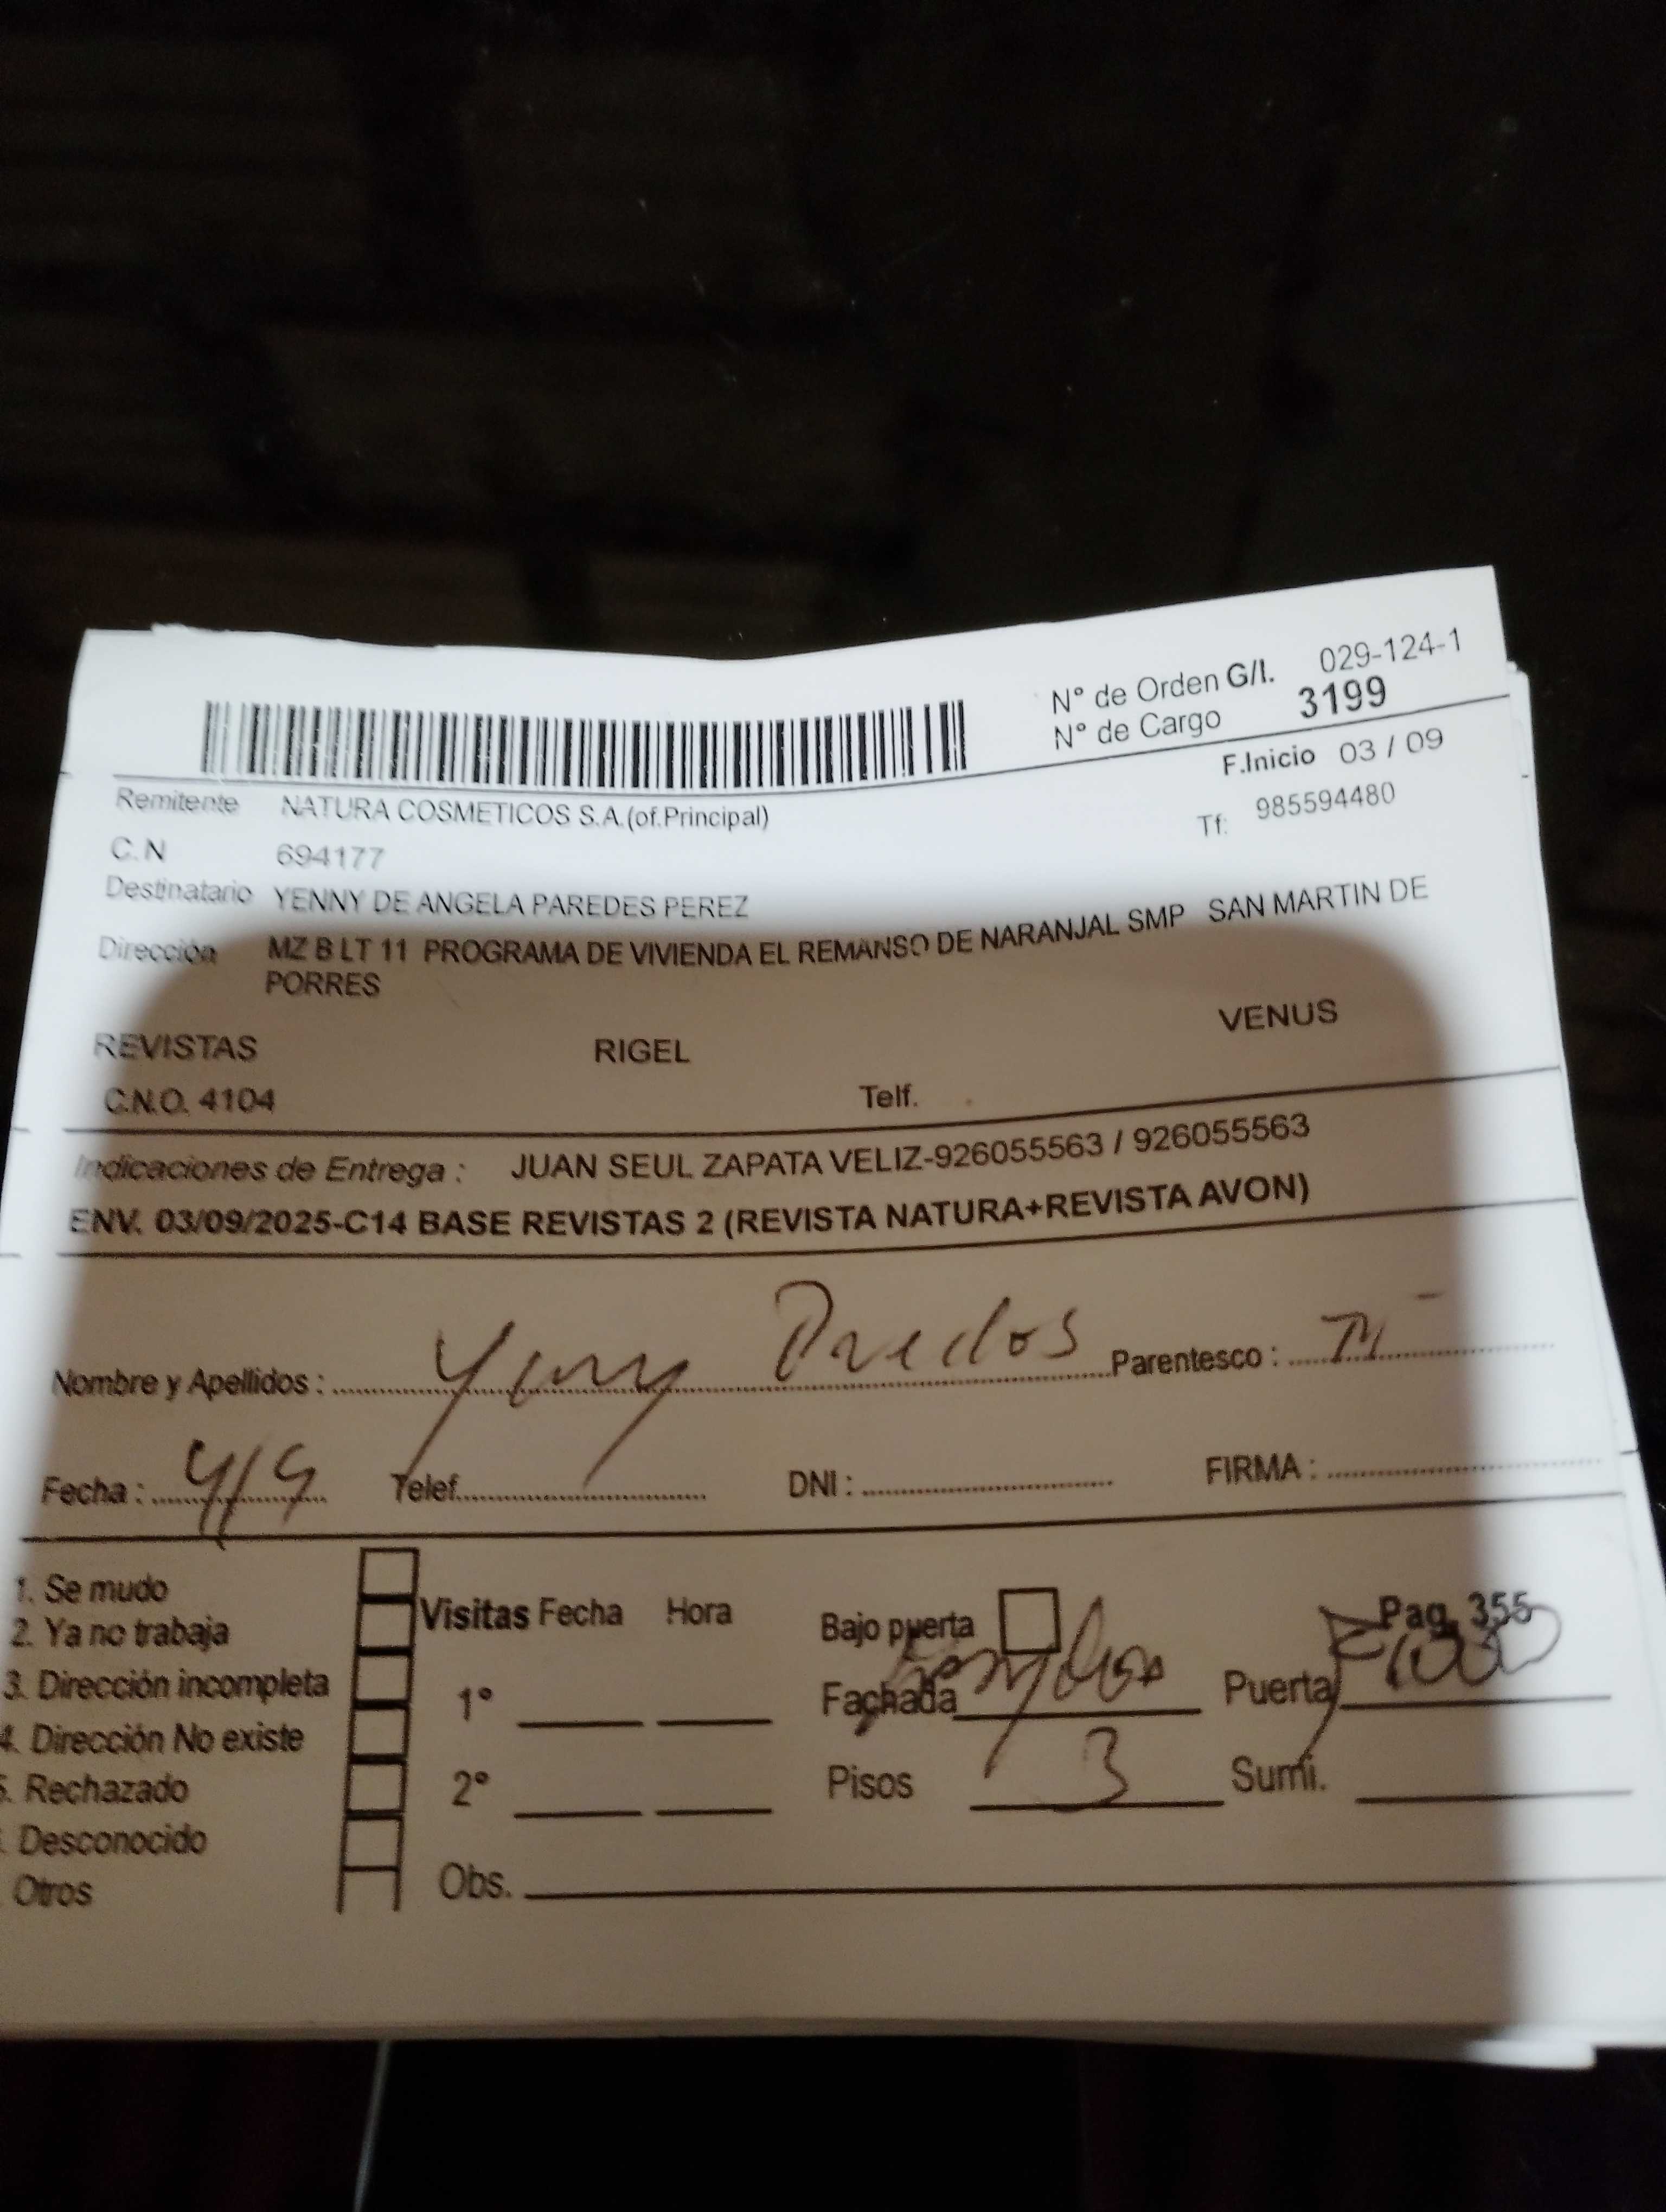 N° de Orden G/I. 029-124-1
N° de Cargo 3199
F.Inicio 03 / 09
Remitente NATURA COSMETICOS S.A.(of.Principal)
Tf: 985594480
C.N 694177
Destinatario YENNY DE ANGELA PAREDES PEREZ
Dirección MZ B LT 11 PROGRAMA DE VIVIENDA EL REMANSO DE NARANJAL SMP SAN MARTIN DE
PORRES
REVISTAS RIGEL VENUS
C.N.O. 4104 Telf.
Indicaciones de Entrega : JUAN SEUL ZAPATA VELIZ-926055563 / 926055563
ENV. 03/09/2025-C14 BASE REVISTAS 2 (REVISTA NATURA+REVISTA AVON)
Nombre y Apellidos : Parentesco :
Fecha : 4/9 Telef. DNI : FIRMA :
1. Se mudo
2. Ya no trabaja
3. Dirección incompleta
4. Dirección No existe
5. Rechazado
. Desconocido
Otros
Visitas Fecha Hora
1°
2°
Obs.
Bajo puerta Pag. 355
Fachada Puerta
Pisos 3 Sumi.